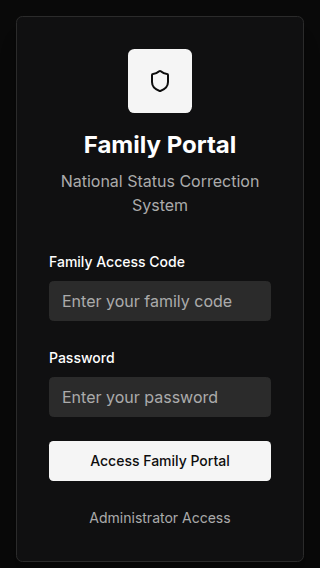 Family Portal
National Status Correction
System
Family Access Code
Enter your family code
Password
Enter your password
Access Family Portal
Administrator Access